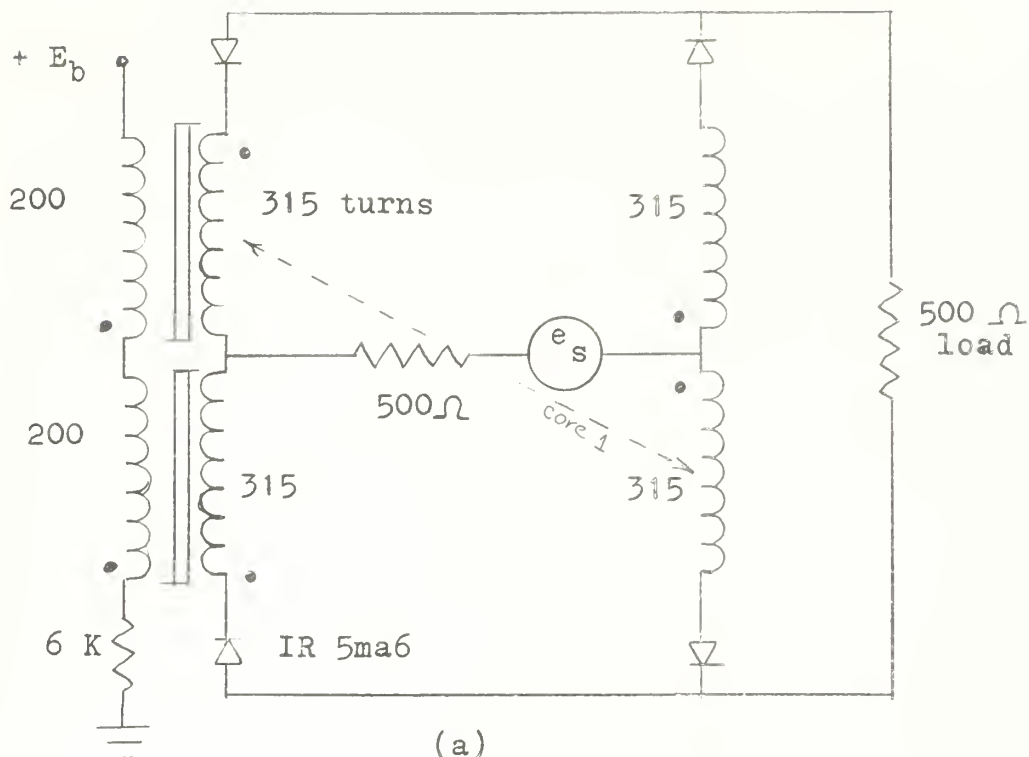 + E_b
200
315 turns
315
500 Ω
load
e_s
500Ω
core 1
200
315
315
6 K
IR 5ma6
(a)